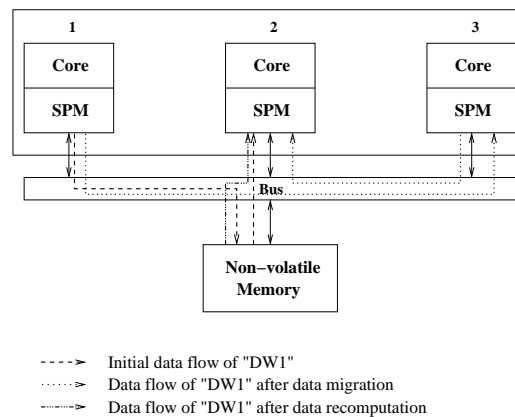 1 2 3
Core Core Core
SPM SPM SPM
Bus
Non-volatile
Memory
Initial data flow of "DW1"
Data flow of "DW1" after data migration
Data flow of "DW1" after data recomputation